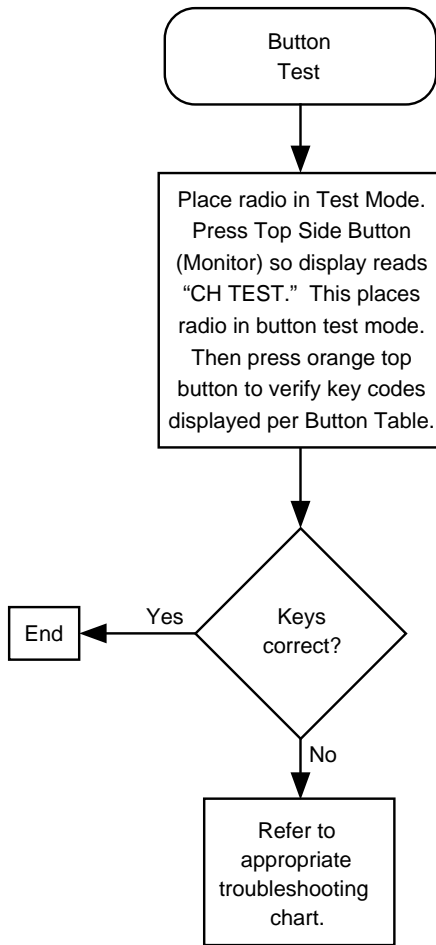 Button
Test
Place radio in Test Mode.
Press Top Side Button
(Monitor) so display reads
“CH TEST.”  This places
radio in button test mode.
Then press orange top
button to verify key codes
displayed per Button Table.
Keys
correct?
Yes
End
No
Refer to
appropriate
troubleshooting
chart.